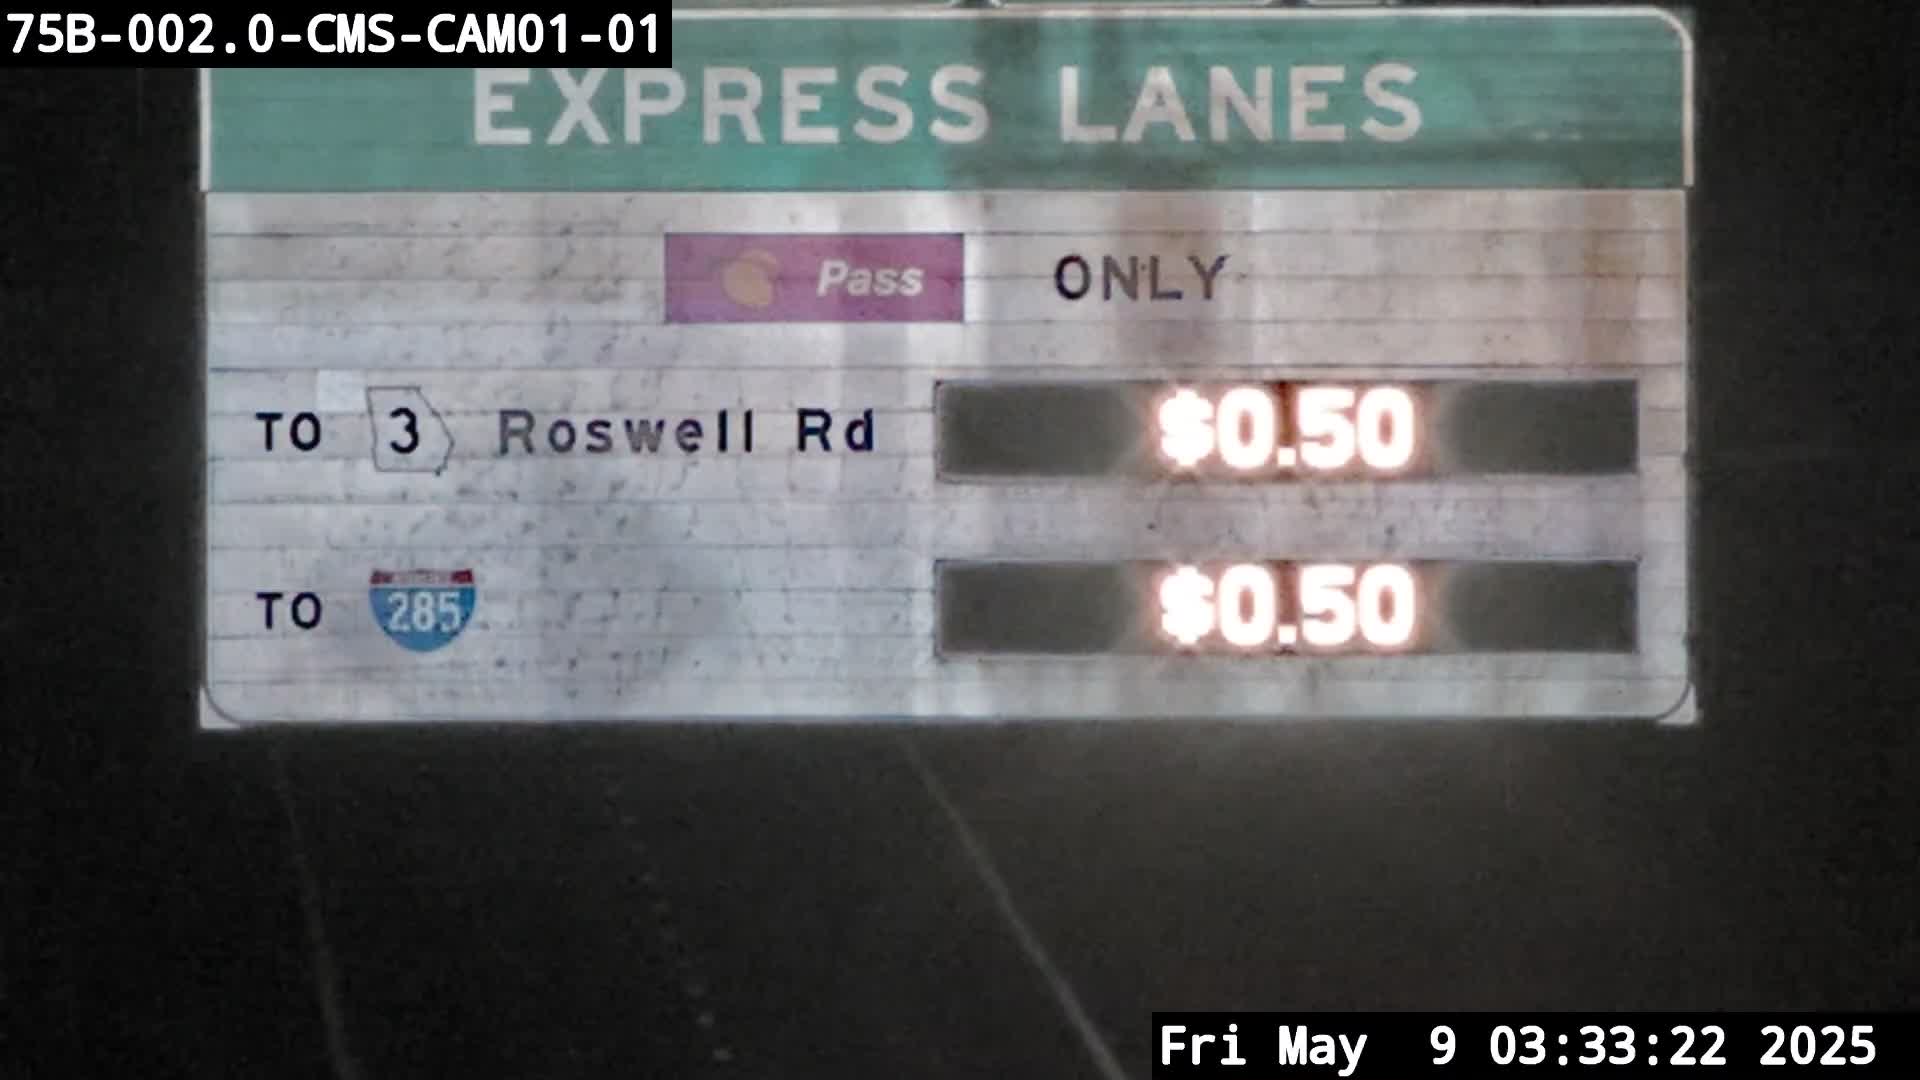 75B-002.0-CMS-CAM01-01
EXPRESS LANES
Pass ONLY
TO 3 Roswell Rd $0.50
TO 285 $0.50
Fri May 9 03:33:22 2025